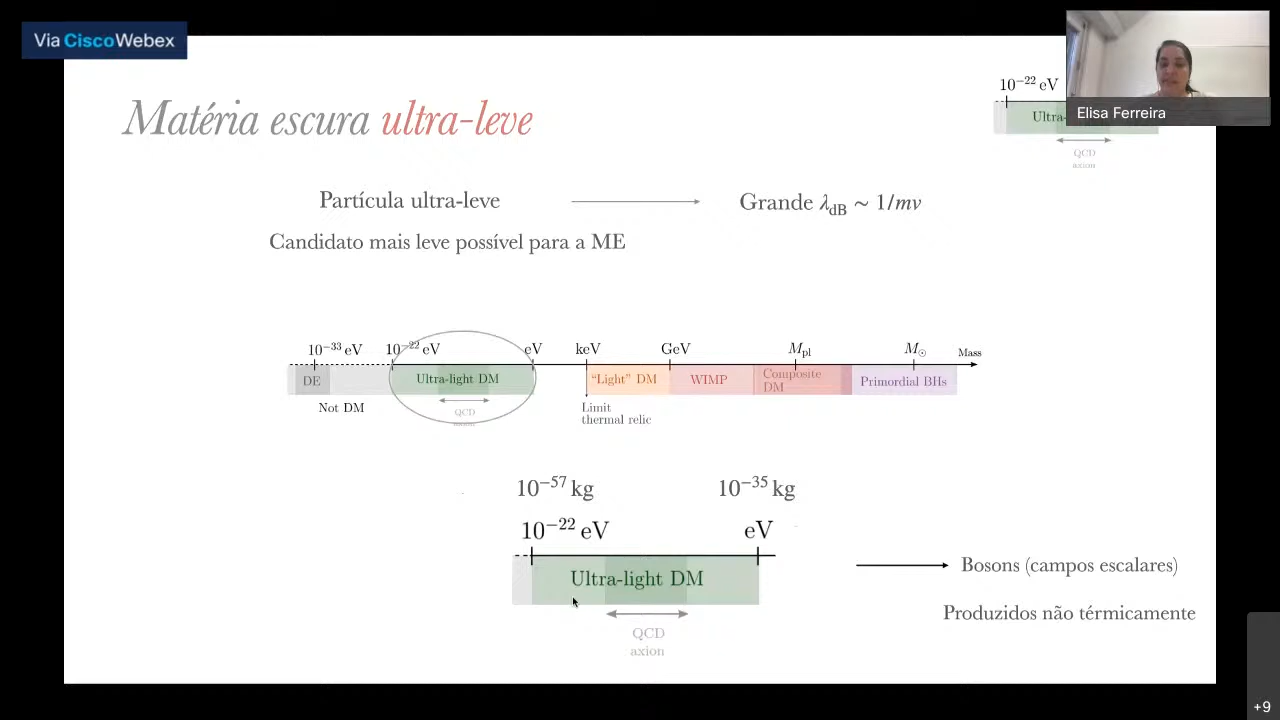 Via Cisco Webex
Matéria escura ultra-leve
10⁻²² eV
Ultra-
QCD
axion
Elisa Ferreira
Partícula ultra-leve
Grande λdB ~ 1/mv
Candidato mais leve possível para a ME
10⁻³³ eV 10⁻²² eV eV keV GeV Mpl M☉ Mass
DE Ultra-light DM "Light" DM WIMP Composite DM Primordial BHs
Not DM
QCD
axion
Limit
thermal relic
10⁻⁵⁷ kg 10⁻³⁵ kg
10⁻²² eV eV
Ultra-light DM
QCD
axion
Bosons (campos escalares)
Produzidos não térmicamente
+9